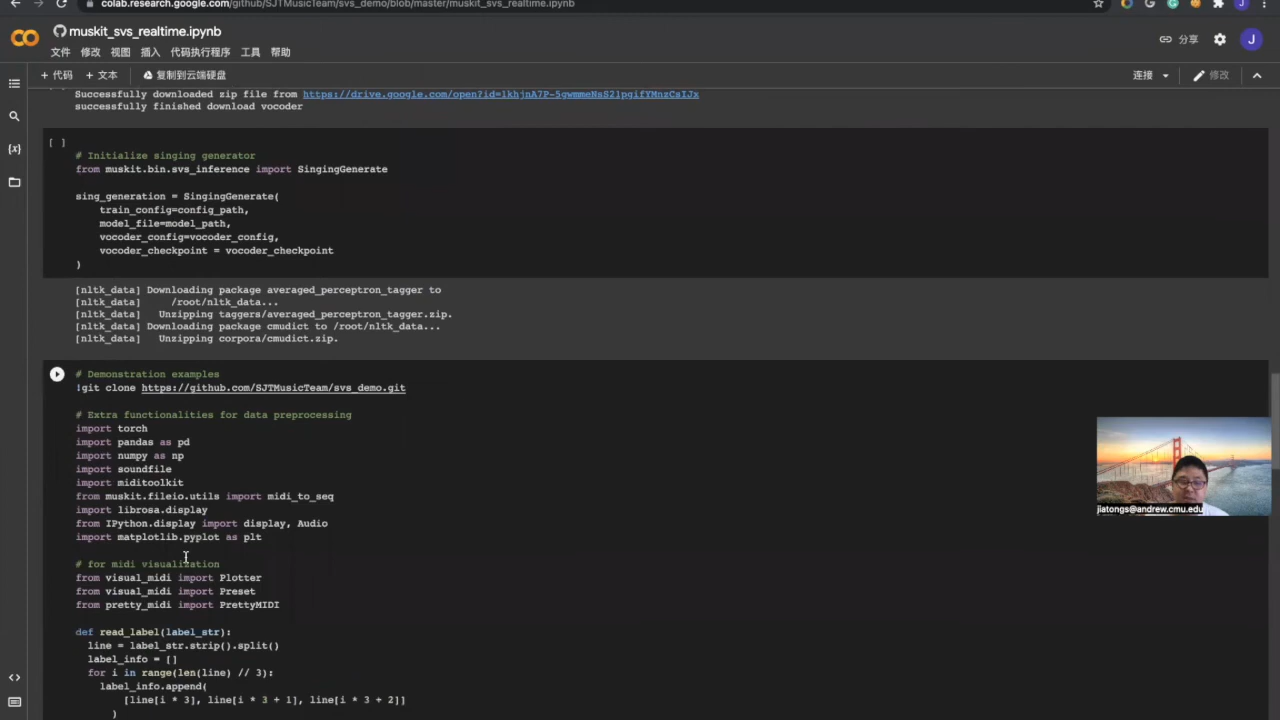 colab.research.google.com/github/SJTMusicTeam/svs_demo/blob/master/muskit_svs_realtime.ipynb
muskit_svs_realtime.ipynb
分享
J
文件 修改 视图 插入 代码执行程序 工具 帮助
+ 代码 + 文本 复制到云端硬盘
连接
修改
Successfully downloaded zip file from https://drive.google.com/open?id=1khjnA7P-5gwmmeNsS2lpgifYMnzCsIJx
successfully finished download vocoder
[ ]
# Initialize singing generator
from muskit.bin.svs_inference import SingingGenerate
sing_generation = SingingGenerate(
train_config=config_path,
model_file=model_path,
vocoder_config=vocoder_config,
vocoder_checkpoint = vocoder_checkpoint
)
[nltk_data] Downloading package averaged_perceptron_tagger to
[nltk_data] /root/nltk_data...
[nltk_data] Unzipping taggers/averaged_perceptron_tagger.zip.
[nltk_data] Downloading package cmudict to /root/nltk_data...
[nltk_data] Unzipping corpora/cmudict.zip.
# Demonstration examples
!git clone https://github.com/SJTMusicTeam/svs_demo.git
# Extra functionalities for data preprocessing
import torch
import pandas as pd
import numpy as np
import soundfile
import miditoolkit
from muskit.fileio.utils import midi_to_seq
import librosa.display
from IPython.display import display, Audio
import matplotlib.pyplot as plt
# for midi visualization
from visual_midi import Plotter
from visual_midi import Preset
from pretty_midi import PrettyMIDI
def read_label(label_str):
line = label_str.strip().split()
label_info = []
for i in range(len(line) // 3):
label_info.append(
[line[i * 3], line[i * 3 + 1], line[i * 3 + 2]]
)
jiatongs@andrew.cmu.edu